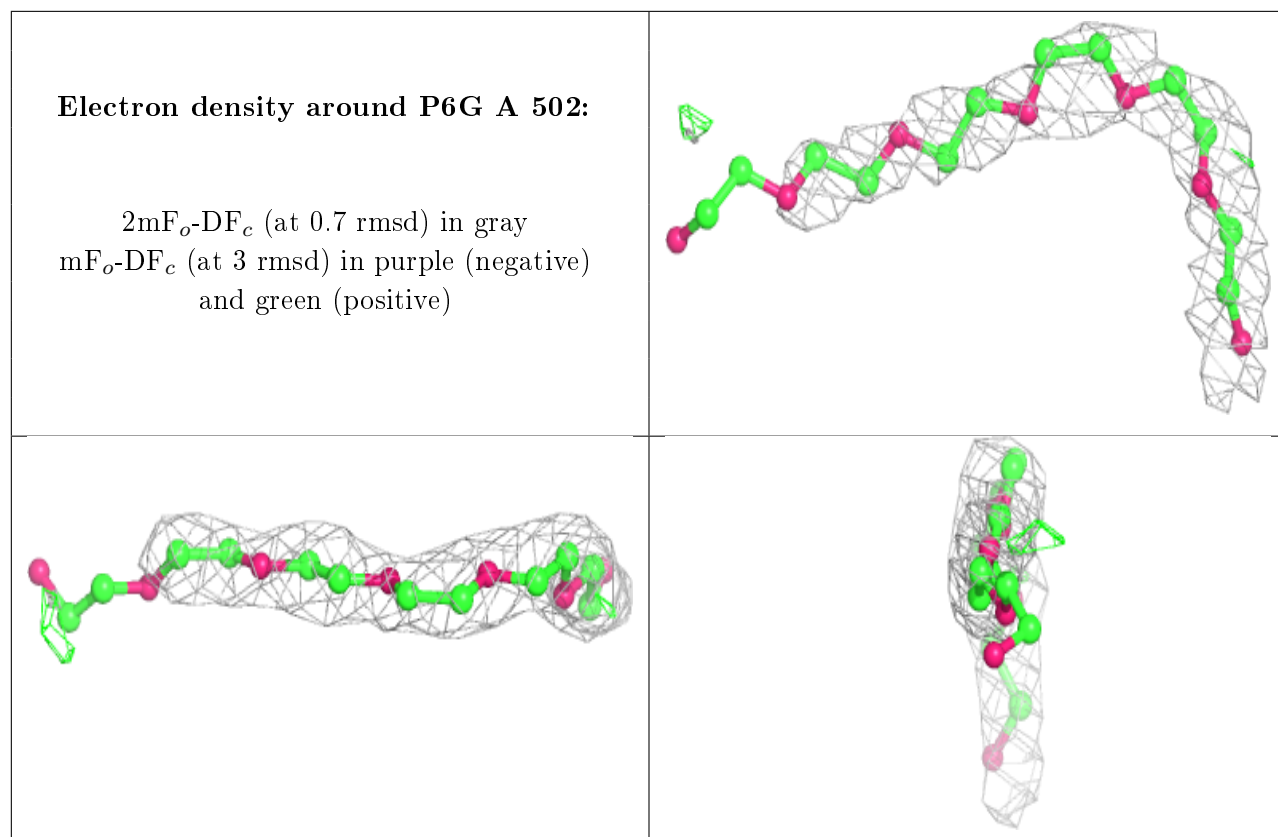 Electron density around P6G A 502:
2mFₒ-DF𝒸 (at 0.7 rmsd) in gray
mFₒ-DF𝒸 (at 3 rmsd) in purple (negative)
and green (positive)